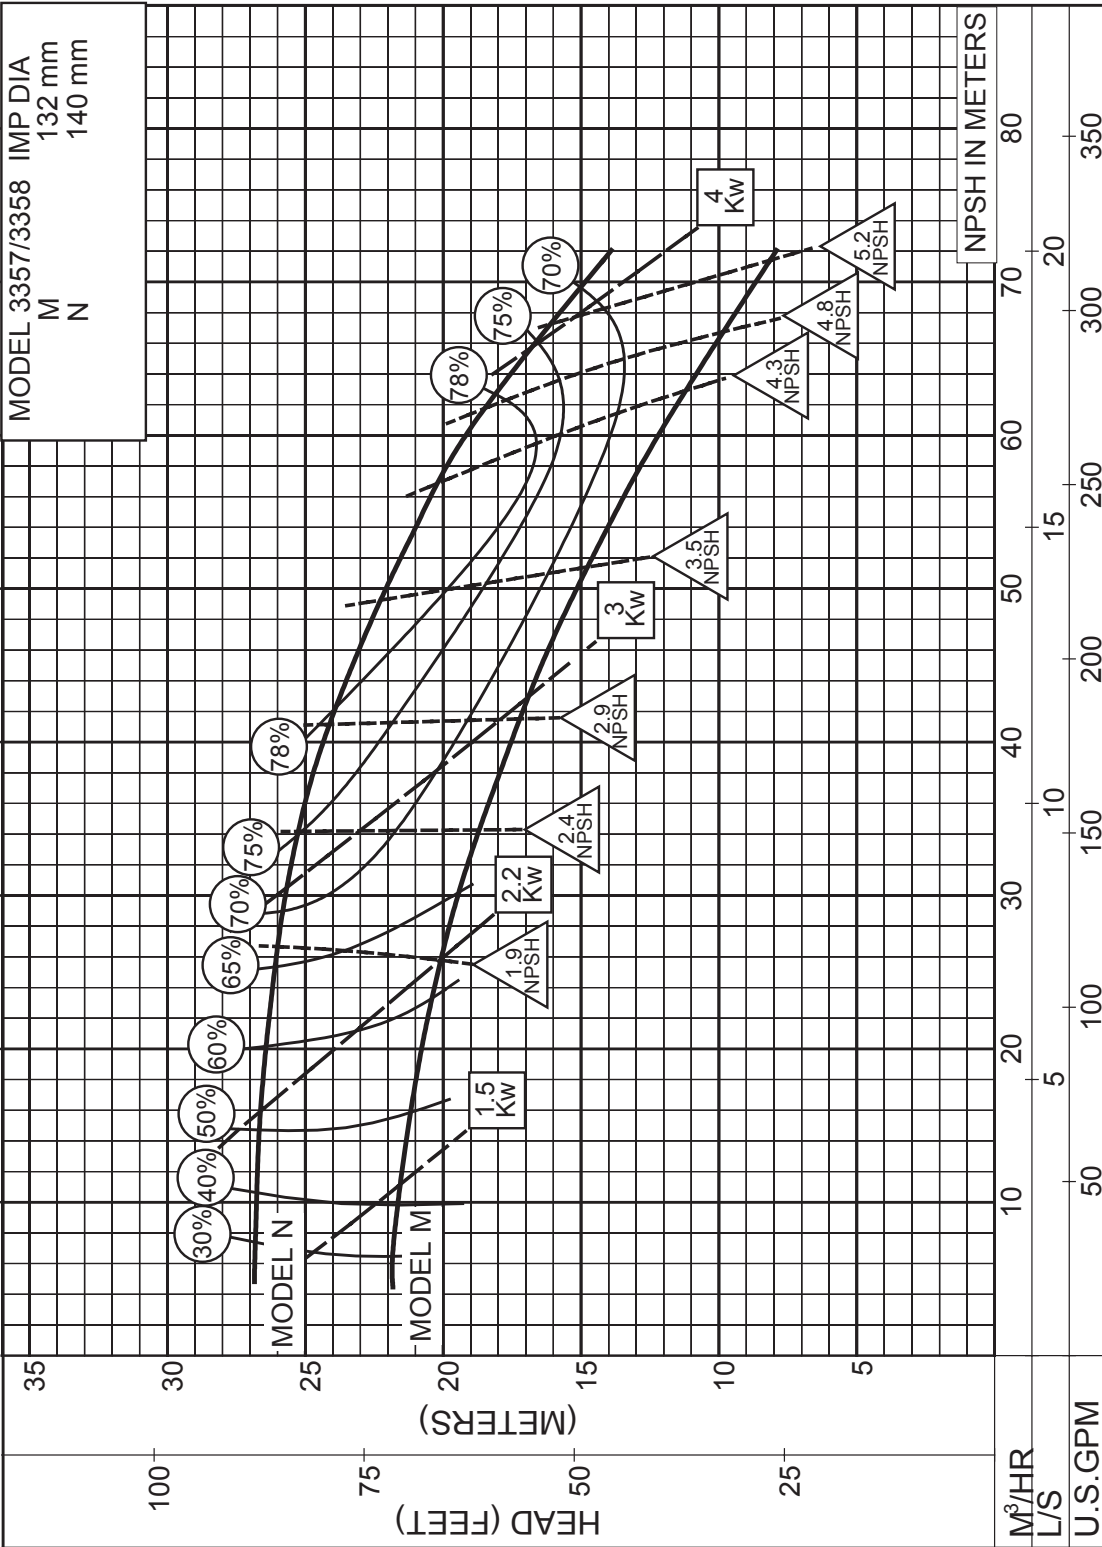 MODEL 3357/3358 IMP DIA
M 132 mm
N 140 mm
35
30
25
20
15
10
5
(METERS)
100
75
50
25
HEAD (FEET)
30%
40%
50%
60%
65%
70%
75%
78%
78%
75%
70%
MODEL N
MODEL M
1.5
Kw
2.2
Kw
3
Kw
4
Kw
1.9
NPSH
2.4
NPSH
2.9
NPSH
3.5
NPSH
4.3
NPSH
4.8
NPSH
5.2
NPSH
NPSH IN METERS
M³/HR 10 20 30 40 50 60 70 80
L/S 5 10 15 20
U.S.GPM 50 100 150 200 250 300 350